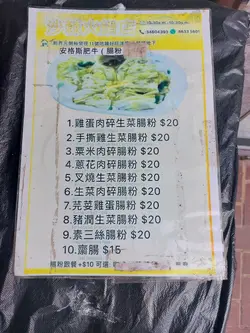 安格斯肥牛(腸粉
1.雞蛋肉碎生菜腸粉 $20
2.手撕雞生菜腸粉 $20
3.粟米肉碎腸粉 $20
4.蔥花肉碎腸粉 $20
5.叉燒生菜腸粉 $20
6.生菜肉碎腸粉 $20
7.芫荽雞蛋腸粉 $20
8.豬潤生菜腸粉 $20
9.素三絲腸粉 $20
10.齋腸 $15
+$10